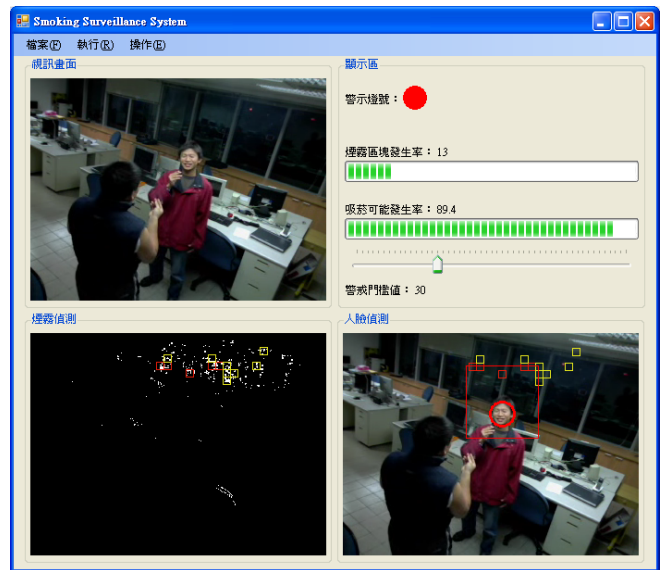 Smoking Surveillance System
檔案(F) 執行(R) 操作(E)
視訊畫面
顯示區
警示燈號：
煙霧區塊發生率：13
吸菸可能發生率：89.4
警戒門檻值：30
煙霧偵測
人臉偵測